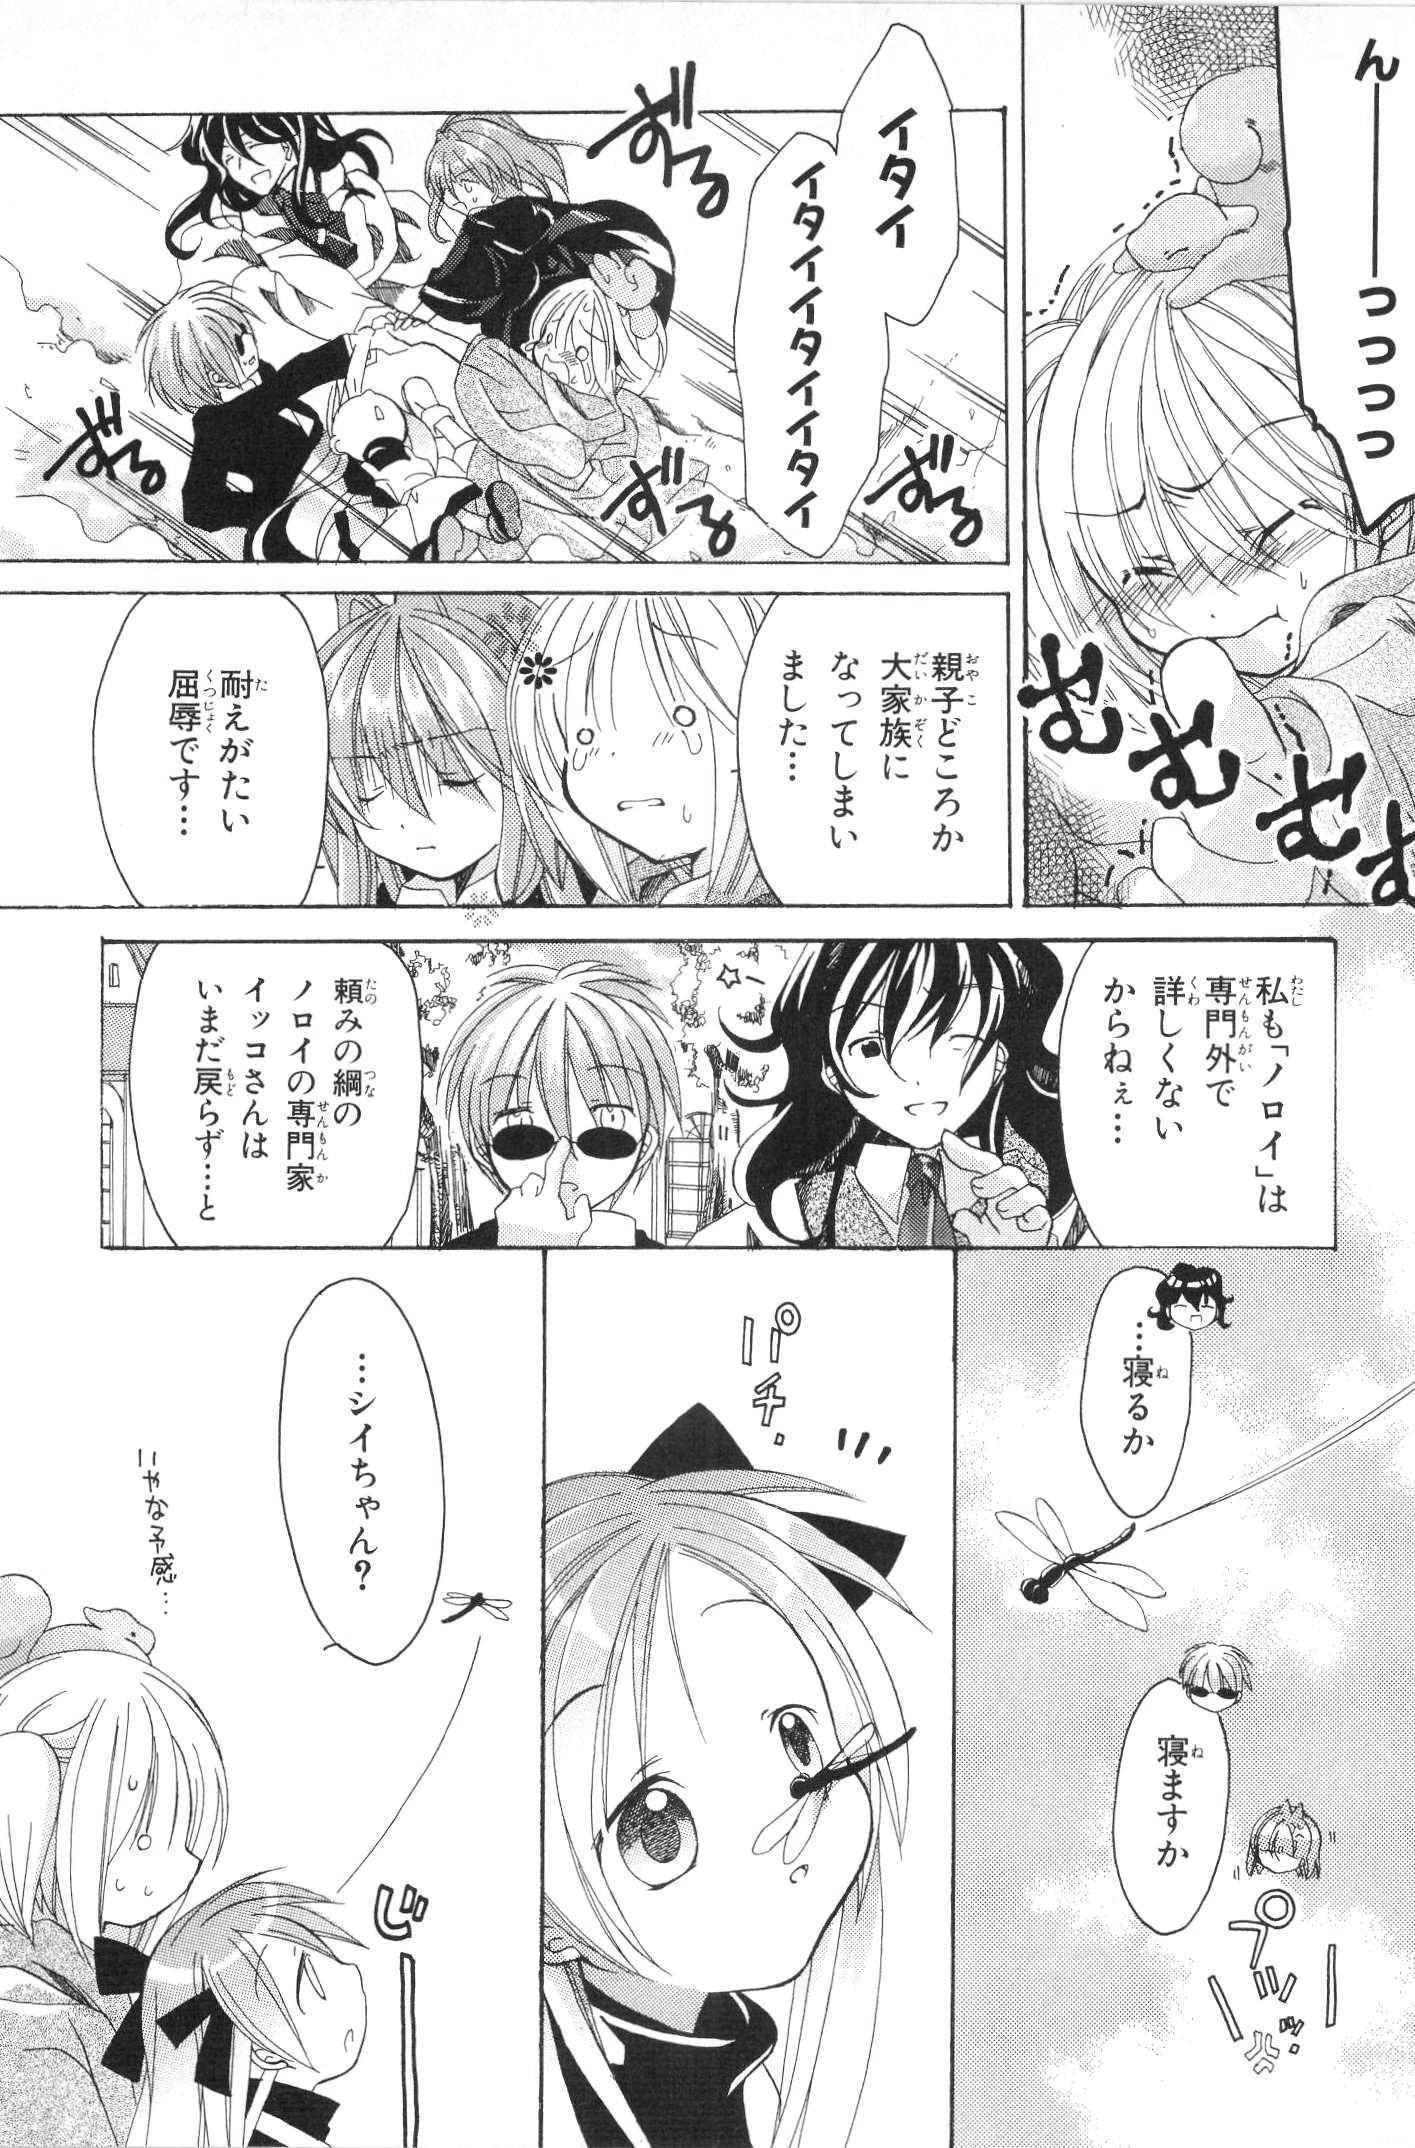 んーーっっっっ
むむむむ
イタイ
イタイイタイイタイ
ずる
ずる
ずる
ずる
親子どころか
大家族に
なってしまい
ました…
耐えがたい
屈辱です…
私も「ノロイ」は
専門外で
詳しくない
からねぇ…
頼みの綱の
ノロイの専門家
イッコさんは
いまだ戻らず…と
…寝るか
寝ますか
ペッッ。
パチ.
…シイちゃん?
いやな予感…
じーー